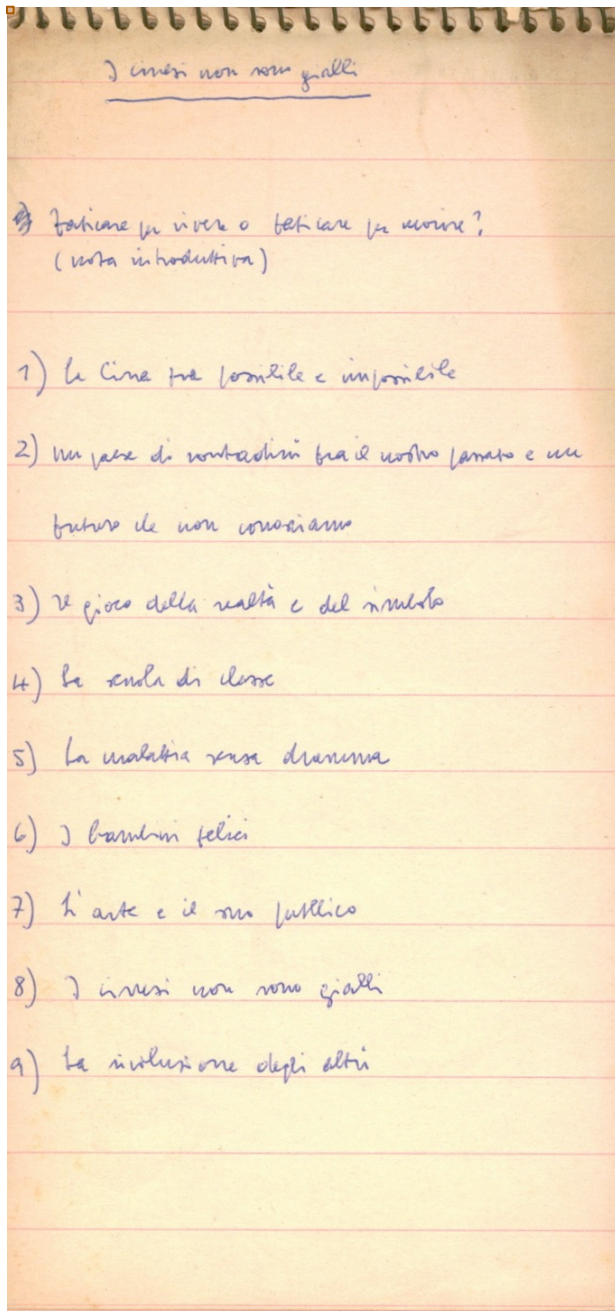 I cinesi non sono gialli
Faticare per vivere o faticare per morire?
(nota introduttiva)
1) La Cina tra possibile e impossibile
2) Un paese di contadini fra il nostro passato e un
futuro che non conosciamo
3) Il gioco della realtà e del simbolo
4) La scuola di classe
5) La malattia senza dramma
6) I bambini felici
7) L'arte e il suo pubblico
8) I cinesi non sono gialli
9) La rivoluzione degli altri